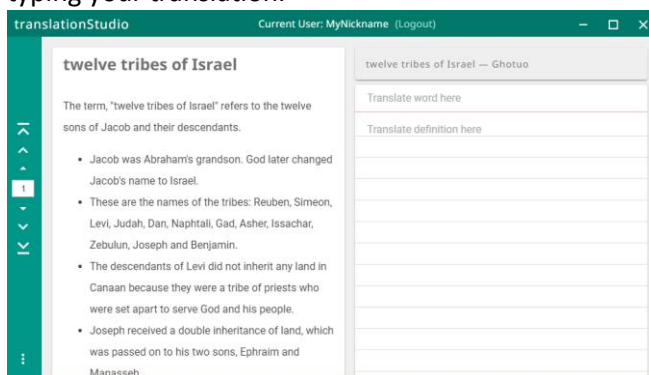 typing your translation.
translationStudio
Current User: MyNickname (Logout)
twelve tribes of Israel
The term, "twelve tribes of Israel" refers to the twelve
sons of Jacob and their descendants.
• Jacob was Abraham's grandson. God later changed
Jacob's name to Israel.
• These are the names of the tribes: Reuben, Simeon,
Levi, Judah, Dan, Naphtali, Gad, Asher, Issachar,
Zebulun, Joseph and Benjamin.
• The descendants of Levi did not inherit any land in
Canaan because they were a tribe of priests who
were set apart to serve God and his people.
• Joseph received a double inheritance of land, which
was passed on to his two sons, Ephraim and
Manasseh.
1
twelve tribes of Israel — Ghotuo
Translate word here
Translate definition here